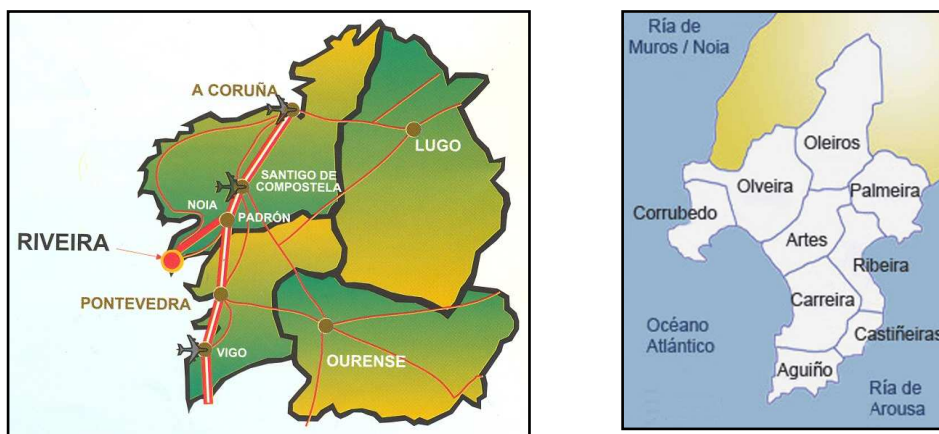 A CORUÑA
LUGO
SANTIGO DE
COMPOSTELA
NOIA
PADRÓN
RIVEIRA
PONTEVEDRA
VIGO
OURENSE
Ría de
Muros / Noia
Oleiros
Olveira
Palmeira
Corrubedo
Artes
Ribeira
Carreira
Océano
Atlántico
Castiñeiras
Aguiño
Ría de
Arousa